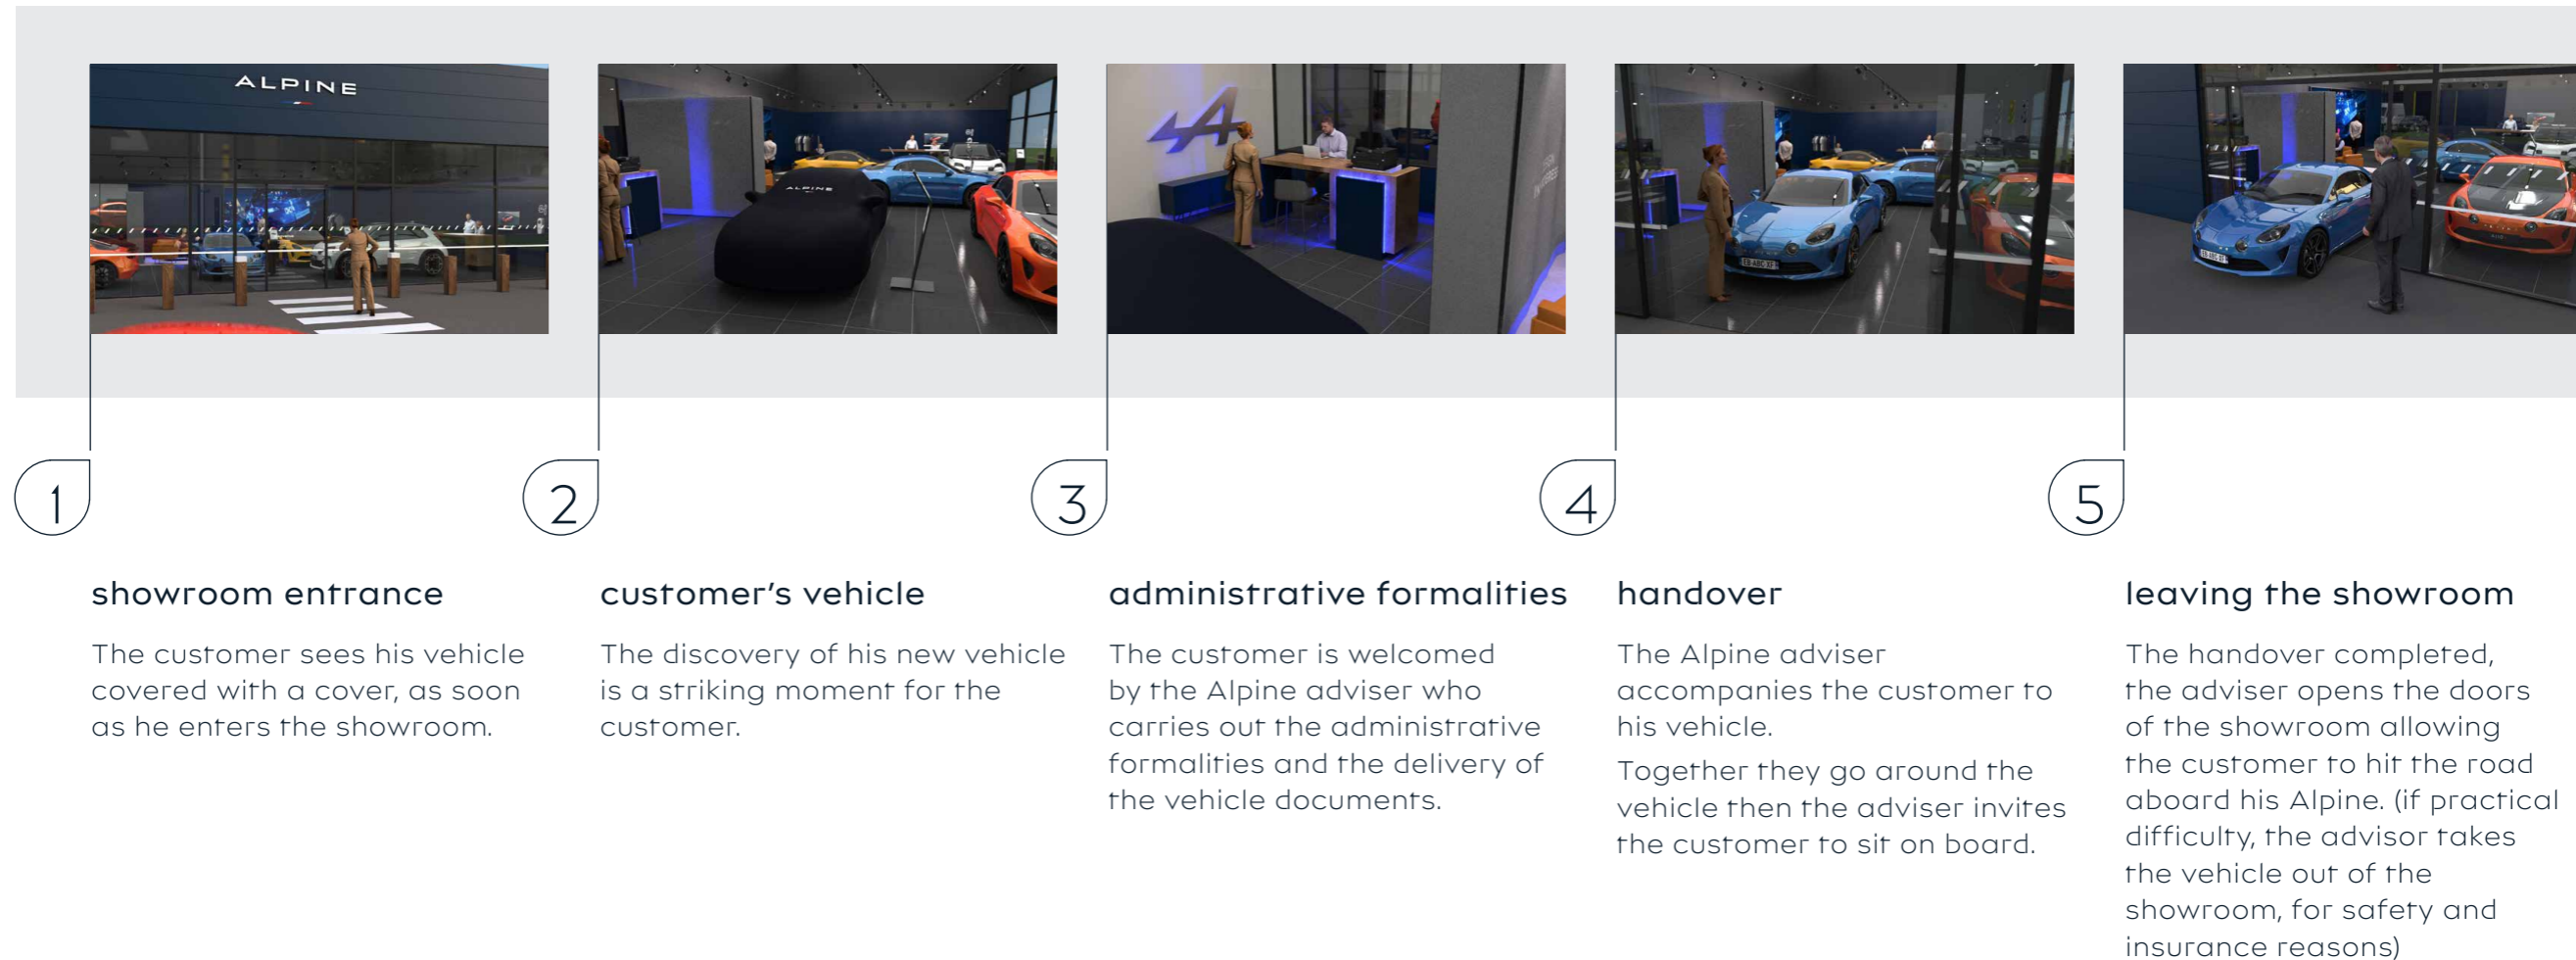 ALPINE
ALPINE
A
1
2
3
4
5
showroom entrance
The customer sees his vehicle
covered with a cover, as soon
as he enters the showroom.
customer's vehicle
The discovery of his new vehicle
is a striking moment for the
customer.
administrative formalities
The customer is welcomed
by the Alpine adviser who
carries out the administrative
formalities and the delivery of
the vehicle documents.
handover
The Alpine adviser
accompanies the customer to
his vehicle.
Together they go around the
vehicle then the adviser invites
the customer to sit on board.
leaving the showroom
The handover completed,
the adviser opens the doors
of the showroom allowing
the customer to hit the road
aboard his Alpine. (if practical
difficulty, the advisor takes
the vehicle out of the
showroom, for safety and
insurance reasons)